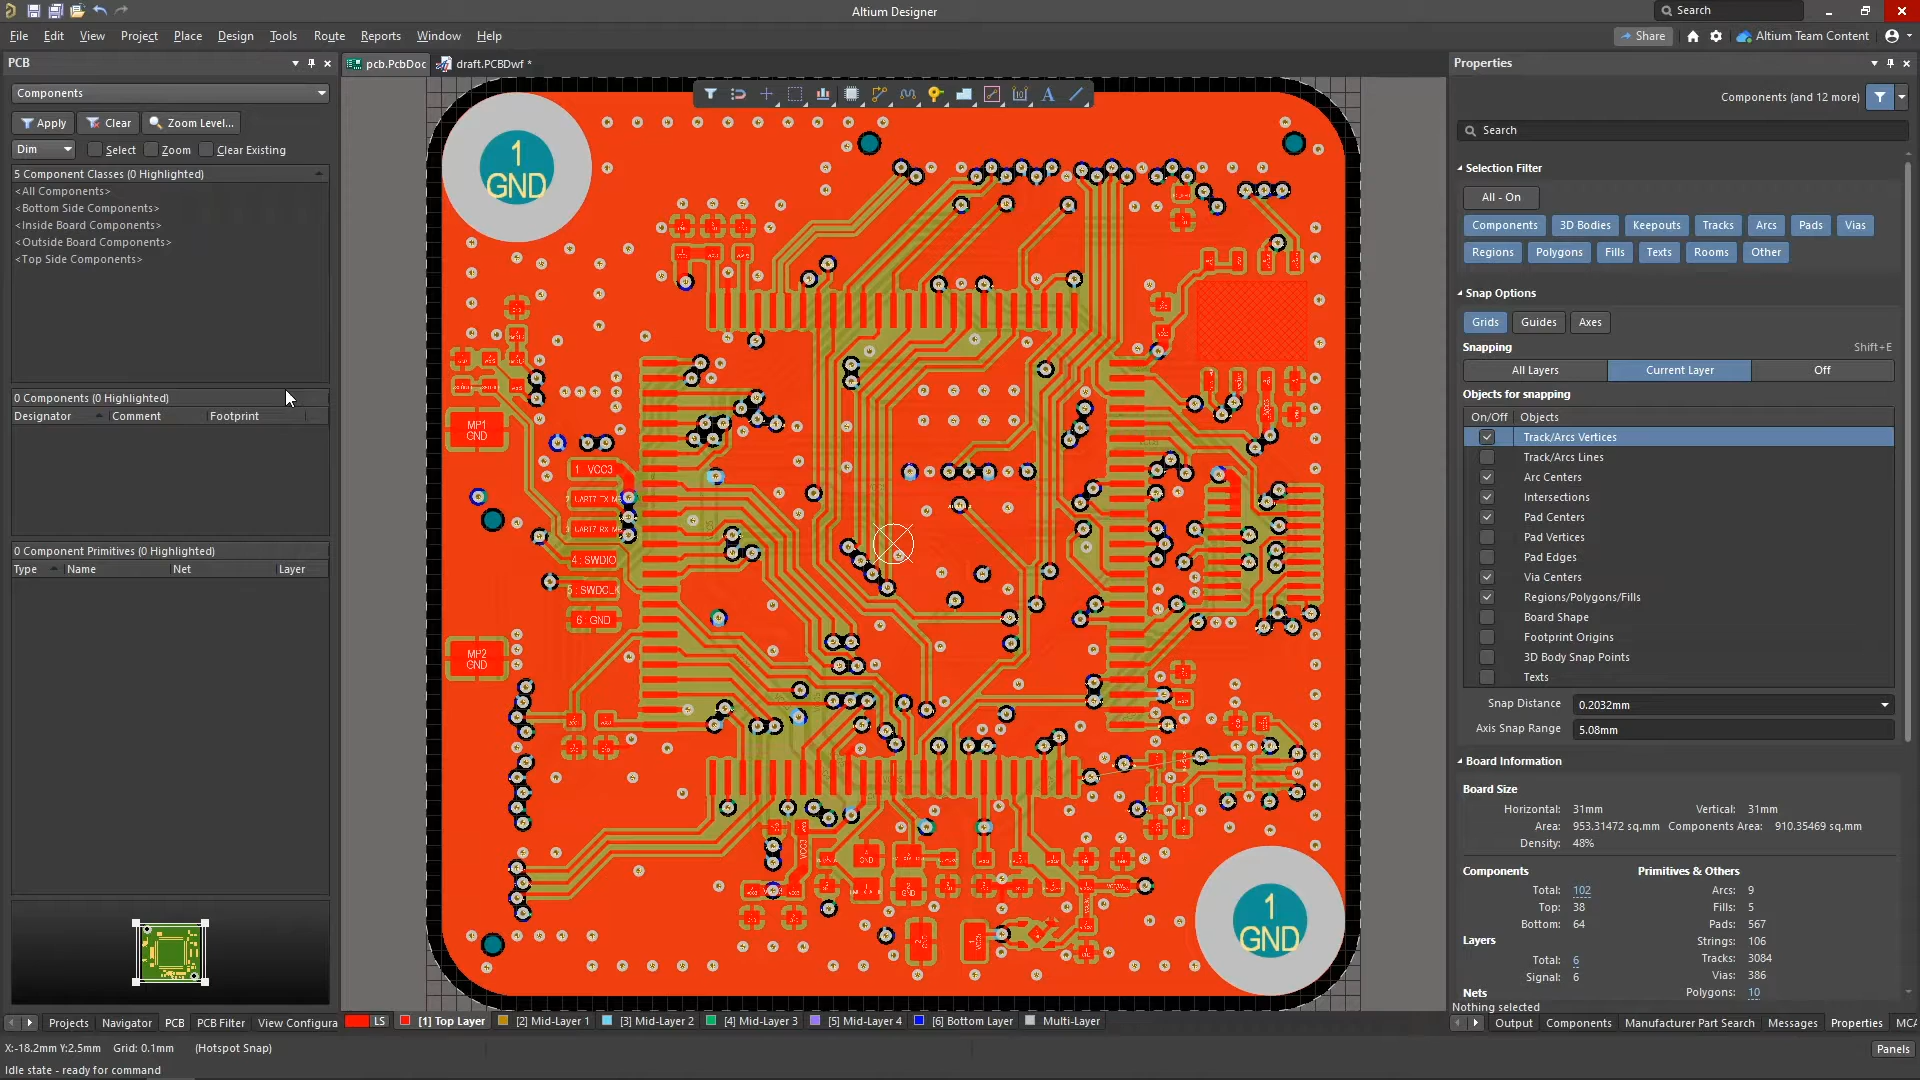 Altium Designer
Search
File Edit View Project Place Design Tools Route Reports Window Help
Share Altium Team Content
PCB
pcb.PcbDoc draft.PCBDwf *
Properties
Components
Components (and 12 more)
Apply Clear Zoom Level...
Search
Dim Select Zoom Clear Existing
5 Component Classes (0 Highlighted)
<All Components>
<Bottom Side Components>
<Inside Board Components>
<Outside Board Components>
<Top Side Components>
0 Components (0 Highlighted)
Designator Comment Footprint
0 Component Primitives (0 Highlighted)
Type Name Net Layer
1
GND
MP1
GND
1 VCC3
4 : SWDIO
5 : SWDCLK
6 : GND
MP2
GND
1
GND
Selection Filter
All - On
Components 3D Bodies Keepouts Tracks Arcs Pads Vias
Regions Polygons Fills Texts Rooms Other
Snap Options
Grids Guides Axes
Snapping Shift+E
All Layers Current Layer Off
Objects for snapping
On/Off Objects
Track/Arcs Vertices
Track/Arcs Lines
Arc Centers
Intersections
Pad Centers
Pad Vertices
Pad Edges
Via Centers
Regions/Polygons/Fills
Board Shape
Footprint Origins
3D Body Snap Points
Texts
Snap Distance 0.2032mm
Axis Snap Range 5.08mm
Board Information
Board Size
Horizontal: 31mm Vertical: 31mm
Area: 953.31472 sq.mm Components Area: 910.35469 sq.mm
Density: 48%
Components Primitives & Others
Total: 102 Arcs: 9
Top: 38 Fills: 5
Bottom: 64 Pads: 567
Layers Strings: 106
Total: 6 Tracks: 3084
Signal: 6 Vias: 386
Nets Polygons: 10
Nothing selected
Projects Navigator PCB PCB Filter View Configura
LS [1] Top Layer [2] Mid-Layer 1 [3] Mid-Layer 2 [4] Mid-Layer 3 [5] Mid-Layer 4 [6] Bottom Layer Multi-Layer
Output Components Manufacturer Part Search Messages Properties MCA
X:-18.2mm Y:2.5mm Grid: 0.1mm (Hotspot Snap)
Panels
Idle state - ready for command